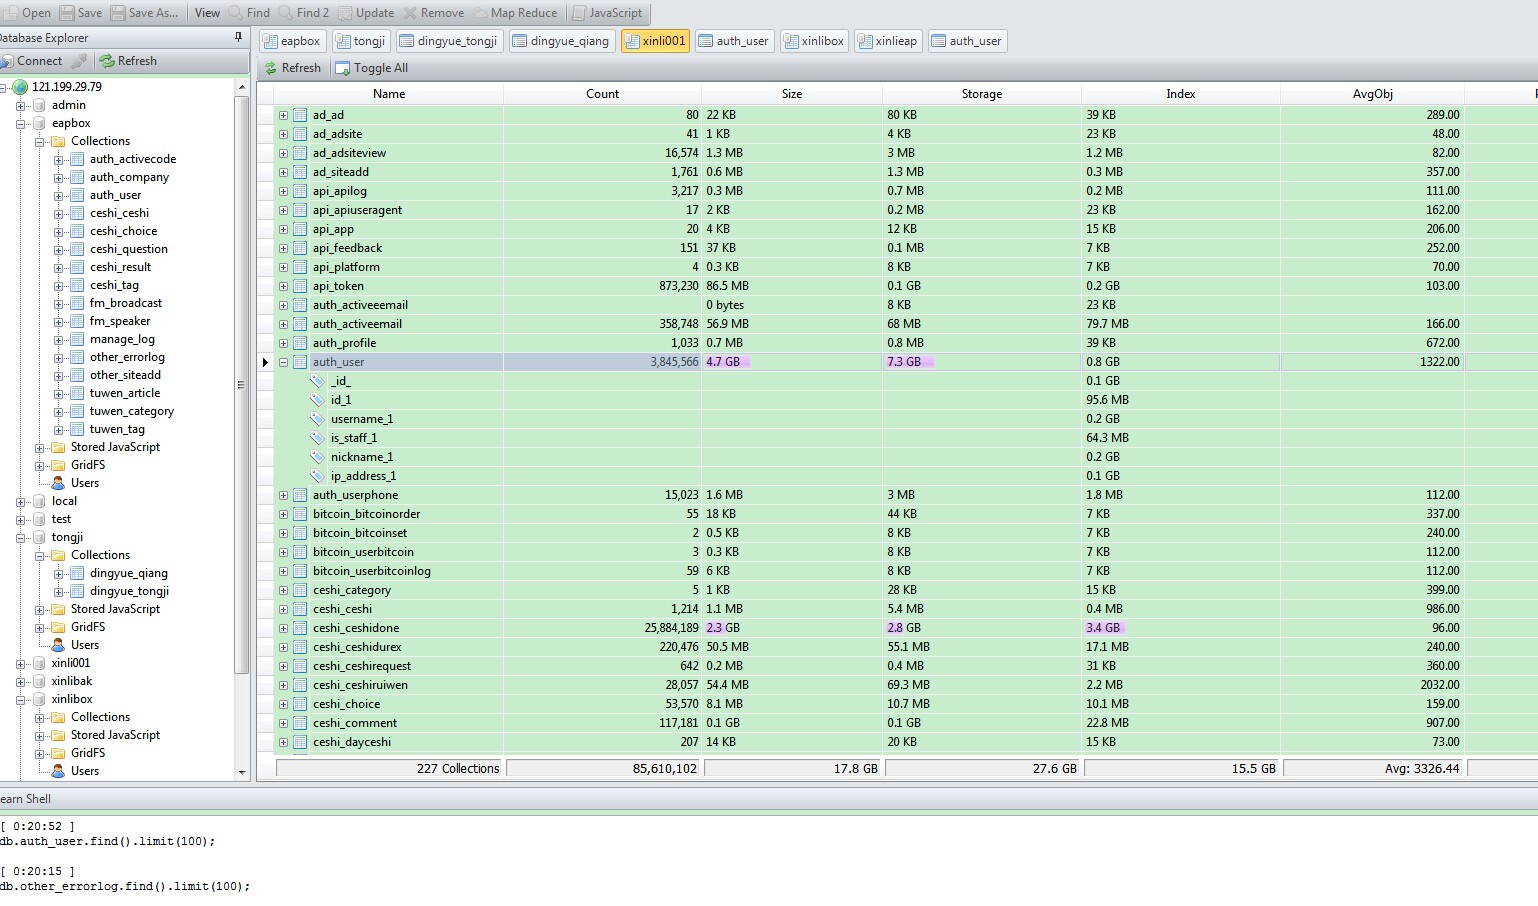 Open Save Save As... View Find Find 2 Update Remove Map Reduce JavaScript
Database Explorer
Connect Refresh
121.199.29.79
admin
eapbox
Collections
auth_activecode
auth_company
auth_user
ceshi_ceshi
ceshi_choice
ceshi_question
ceshi_result
ceshi_tag
fm_broadcast
fm_speaker
manage_log
other_errorlog
other_siteadd
tuwen_article
tuwen_category
tuwen_tag
Stored JavaScript
GridFS
Users
local
test
tongji
Collections
dingyue_qiang
dingyue_tongji
Stored JavaScript
GridFS
Users
xinli001
xinlibak
xinlibox
Collections
Stored JavaScript
GridFS
Users
eapbox tongji dingyue_tongji dingyue_qiang xinli001 auth_user xinlibox xinlieap auth_user
Refresh Toggle All
Name Count Size Storage Index AvgObj
ad_ad 80 22 KB 80 KB 39 KB 289.00
ad_adsite 41 1 KB 4 KB 23 KB 48.00
ad_adsiteview 16,574 1.3 MB 3 MB 1.2 MB 82.00
ad_siteadd 1,761 0.6 MB 1.3 MB 0.3 MB 357.00
api_apilog 3,217 0.3 MB 0.7 MB 0.2 MB 111.00
api_apiuseragent 17 2 KB 0.2 MB 23 KB 162.00
api_app 20 4 KB 12 KB 15 KB 206.00
api_feedback 151 37 KB 0.1 MB 7 KB 252.00
api_platform 4 0.3 KB 8 KB 7 KB 70.00
api_token 873,230 86.5 MB 0.1 GB 0.2 GB 103.00
auth_activeeemail 0 bytes 8 KB 23 KB
auth_activeemail 358,748 56.9 MB 68 MB 79.7 MB 166.00
auth_profile 1,033 0.7 MB 0.8 MB 39 KB 672.00
auth_user 3,845,566 4.7 GB 7.3 GB 0.8 GB 1322.00
_id_ 0.1 GB
id_1 95.6 MB
username_1 0.2 GB
is_staff_1 64.3 MB
nickname_1 0.2 GB
ip_address_1 0.1 GB
auth_userphone 15,023 1.6 MB 3 MB 1.8 MB 112.00
bitcoin_bitcoinorder 55 18 KB 44 KB 7 KB 337.00
bitcoin_bitcoinset 2 0.5 KB 8 KB 7 KB 240.00
bitcoin_userbitcoin 3 0.3 KB 8 KB 7 KB 112.00
bitcoin_userbitcoinlog 59 6 KB 8 KB 7 KB 112.00
ceshi_category 5 1 KB 28 KB 15 KB 399.00
ceshi_ceshi 1,214 1.1 MB 5.4 MB 0.4 MB 986.00
ceshi_ceshidone 25,884,189 2.3 GB 2.8 GB 3.4 GB 96.00
ceshi_ceshidurex 220,476 50.5 MB 55.1 MB 17.1 MB 240.00
ceshi_ceshirequest 642 0.2 MB 0.4 MB 31 KB 360.00
ceshi_ceshiruiwen 28,057 54.4 MB 69.3 MB 2.2 MB 2032.00
ceshi_choice 53,570 8.1 MB 10.7 MB 10.1 MB 159.00
ceshi_comment 117,181 0.1 GB 0.1 GB 22.8 MB 907.00
ceshi_dayceshi 207 14 KB 20 KB 15 KB 73.00
227 Collections 85,610,102 17.8 GB 27.6 GB 15.5 GB Avg: 3326.44
earn Shell
[ 0:20:52 ]
db.auth_user.find().limit(100);
[ 0:20:15 ]
db.other_errorlog.find().limit(100);